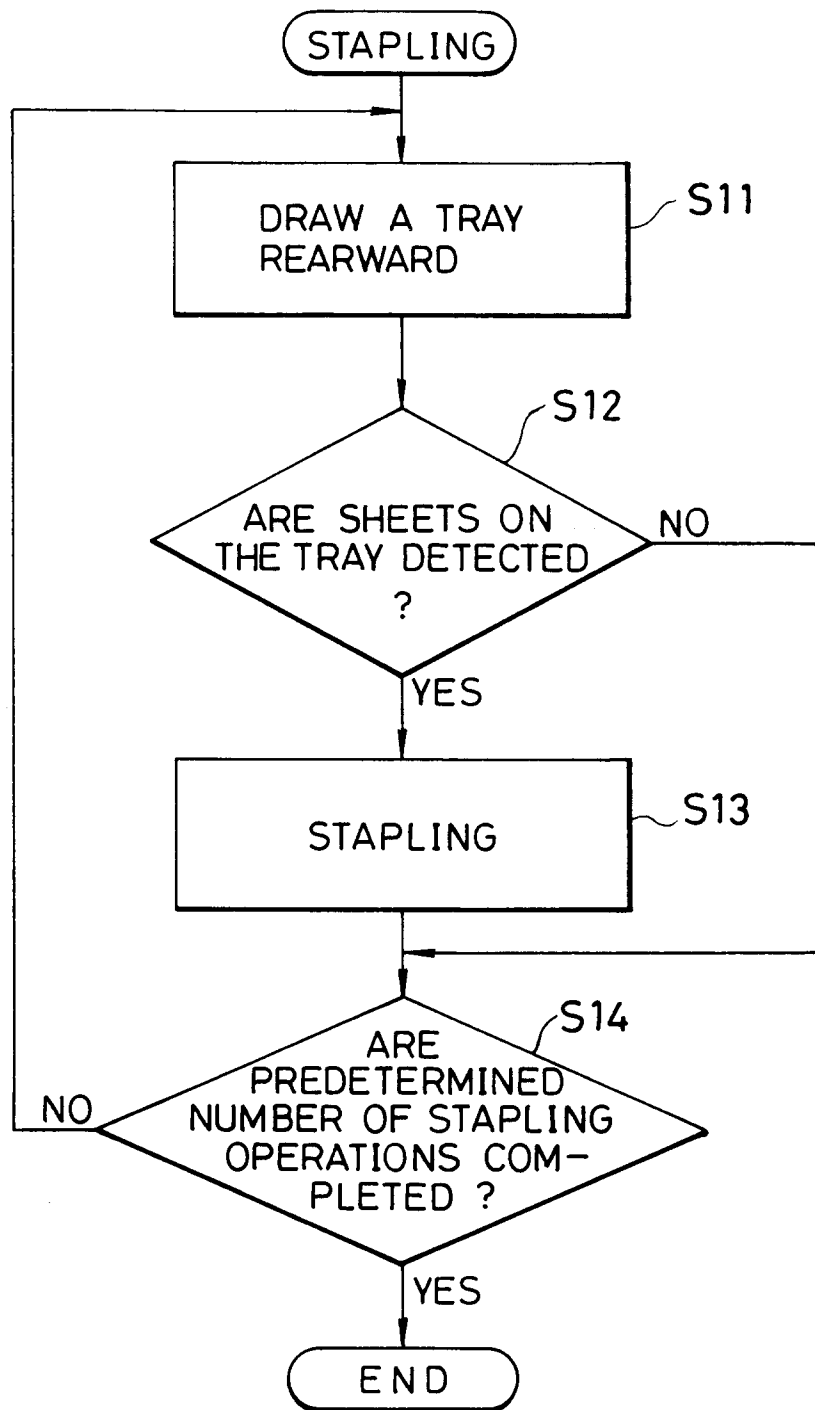 STAPLING
DRAW A TRAY
REARWARD
S11
S12
ARE SHEETS ON
THE TRAY DETECTED
?
NO
YES
STAPLING
S13
S14
ARE
PREDETERMINED
NUMBER OF STAPLING
OPERATIONS COM-
PLETED ?
NO
YES
END